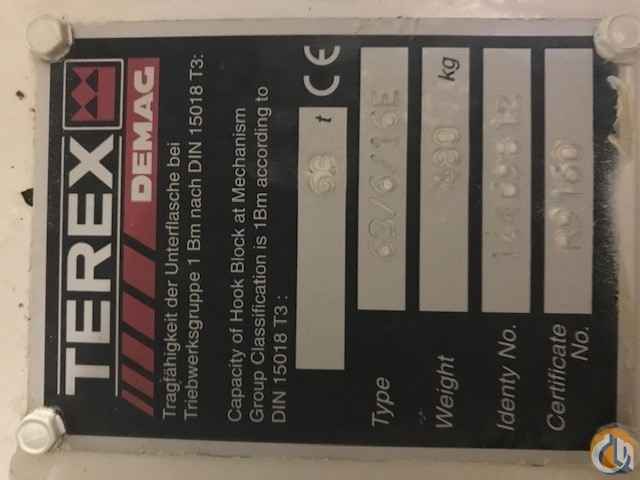 TEREX
DEMAG
Tragfähigkeit der Unterflasche bei
Triebwerksgruppe 1 Bm nach DIN 15018 T3:
Capacity of Hook Block at Mechanism
Group Classification is 1Bm according to
DIN 15018 T3 :
68 t CE
Type
Weight kg
Identy No.
Certificate
No.